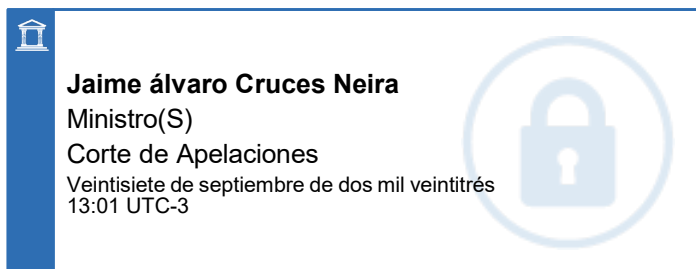 Jaime álvaro Cruces Neira
Ministro(S)
Corte de Apelaciones
Veintisiete de septiembre de dos mil veintitrés
13:01 UTC-3